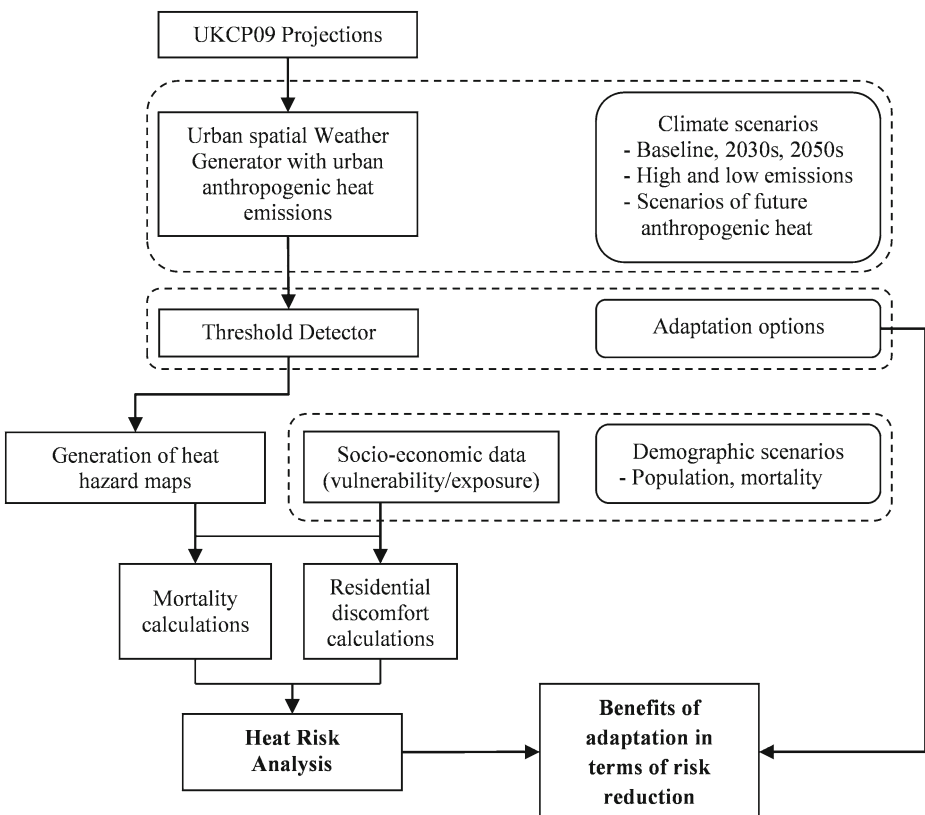 UKCP09 Projections
Urban spatial Weather
Generator with urban
anthropogenic heat
emissions
Climate scenarios
- Baseline, 2030s, 2050s
- High and low emissions
- Scenarios of future
anthropogenic heat
Threshold Detector
Adaptation options
Generation of heat
hazard maps
Socio-economic data
(vulnerability/exposure)
Demographic scenarios
- Population, mortality
Mortality
calculations
Residential
discomfort
calculations
Heat Risk
Analysis
Benefits of
adaptation in
terms of risk
reduction